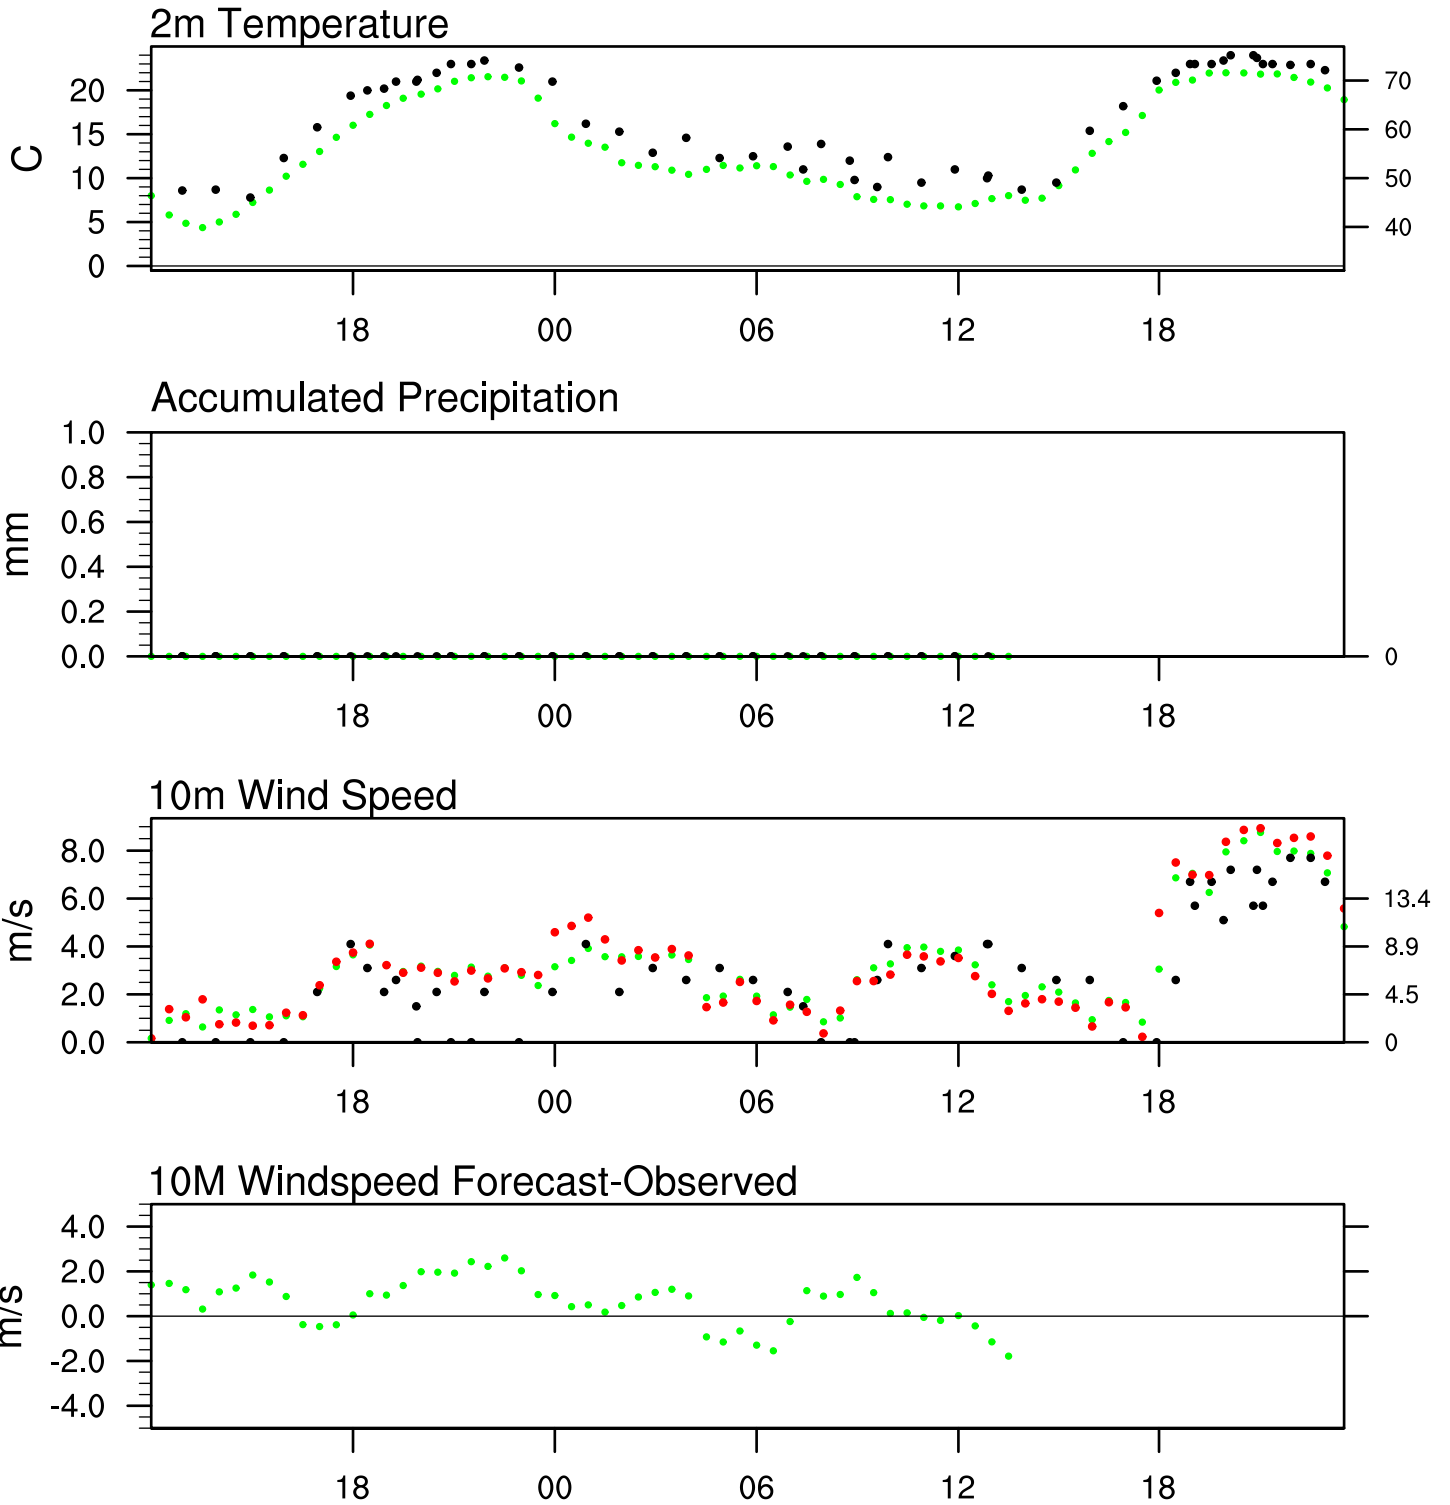 2m Temperature
20
15
10
5
0
C
70
60
50
40
18 00 06 12 18
Accumulated Precipitation
1.0
0.8
0.6
0.4
0.2
0.0
mm
0
18 00 06 12 18
10m Wind Speed
8.0
6.0
4.0
2.0
0.0
m/s
13.4
8.9
4.5
0
18 00 06 12 18
10M Windspeed Forecast-Observed
4.0
2.0
0.0
-2.0
-4.0
m/s
18 00 06 12 18